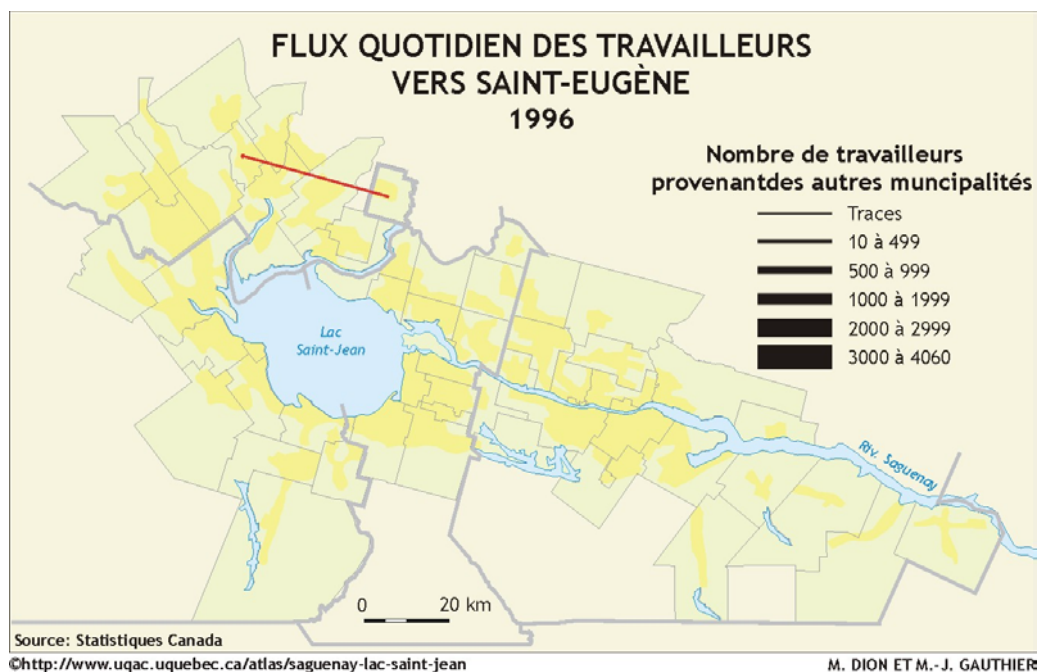 FLUX QUOTIDIEN DES TRAVAILLEURS
VERS SAINT-EUGÈNE
1996
Nombre de travailleurs
provenantdes autres muncipalités
Traces
10 à 499
500 à 999
1000 à 1999
2000 à 2999
3000 à 4060
Lac
Saint-Jean
Riv. Saguenay
0 20 km
Source: Statistiques Canada
©http://www.uqac.uquebec.ca/atlas/saguenay-lac-saint-jean
M. DION ET M.-J. GAUTHIER